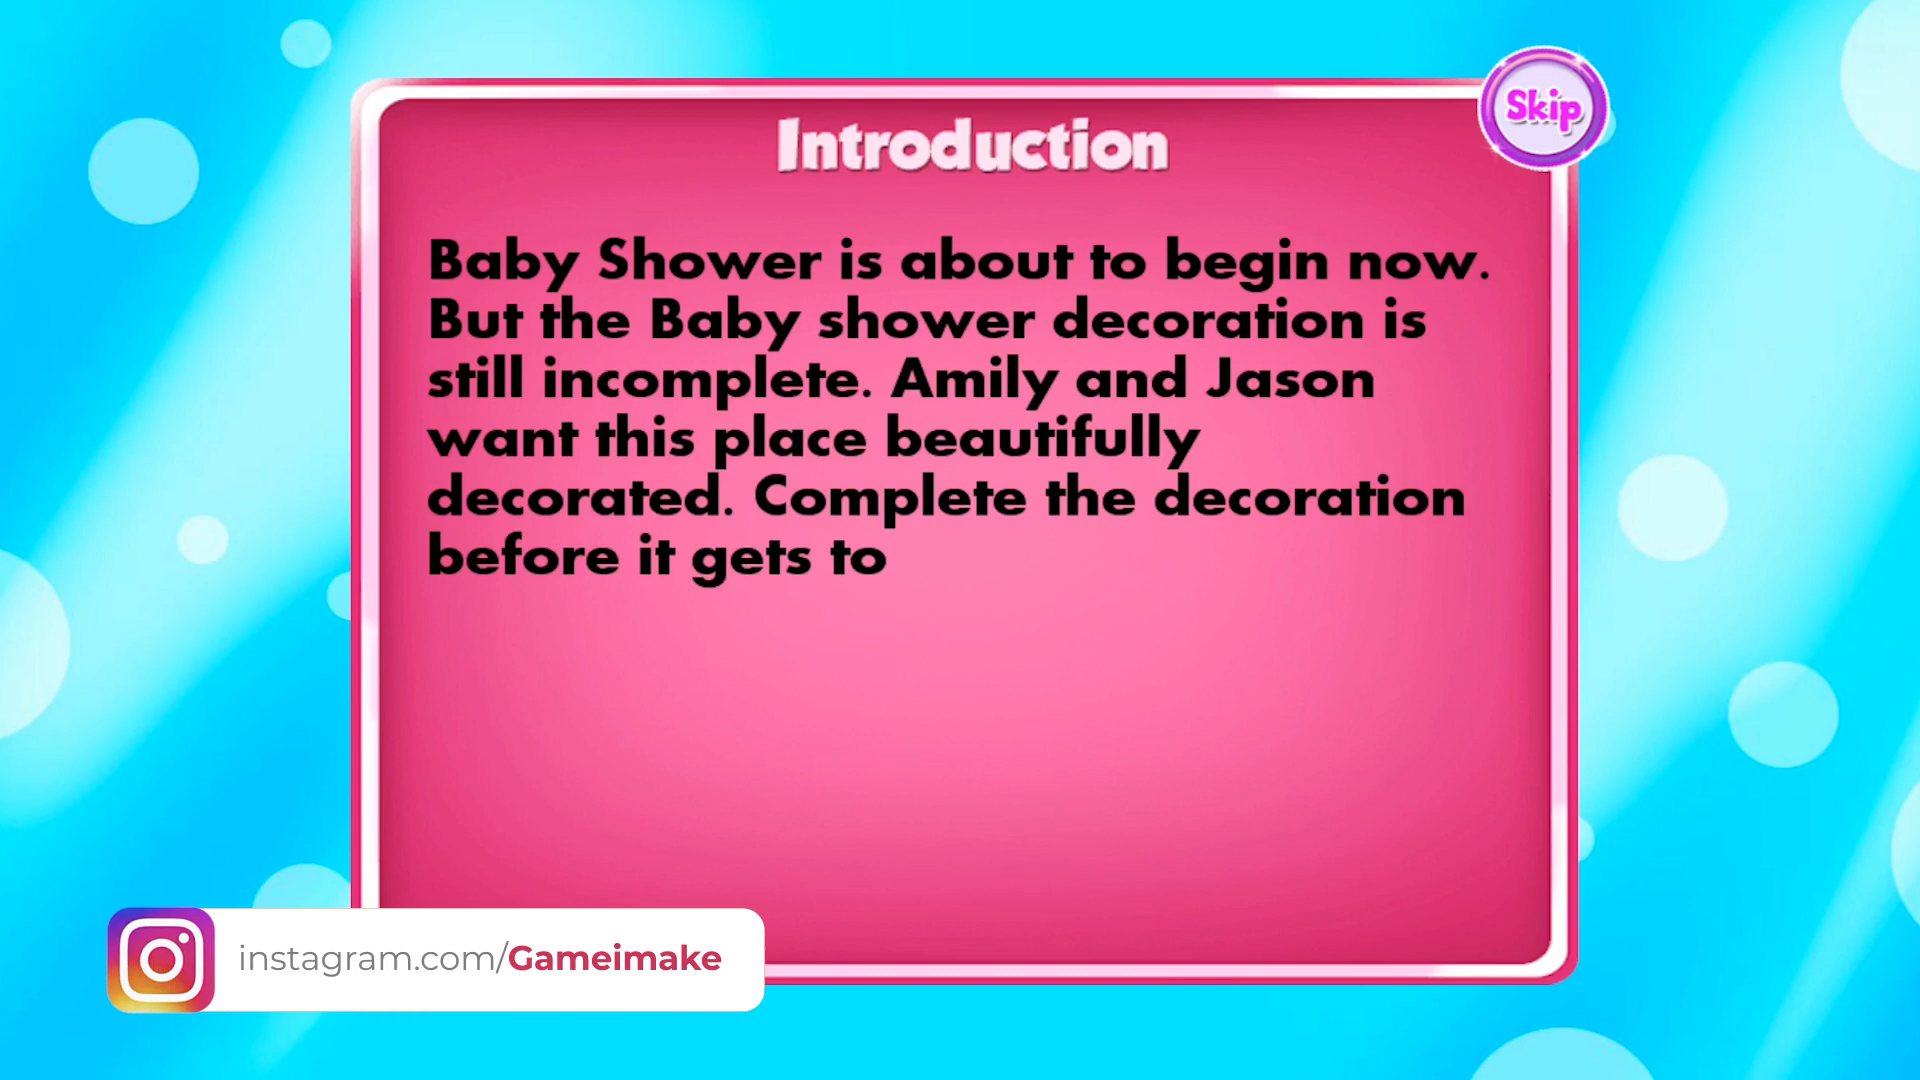 Introduction
Skip
Baby Shower is about to begin now.
But the Baby shower decoration is
still incomplete. Amily and Jason
want this place beautifully
decorated. Complete the decoration
before it gets to
instagram.com/Gameimake